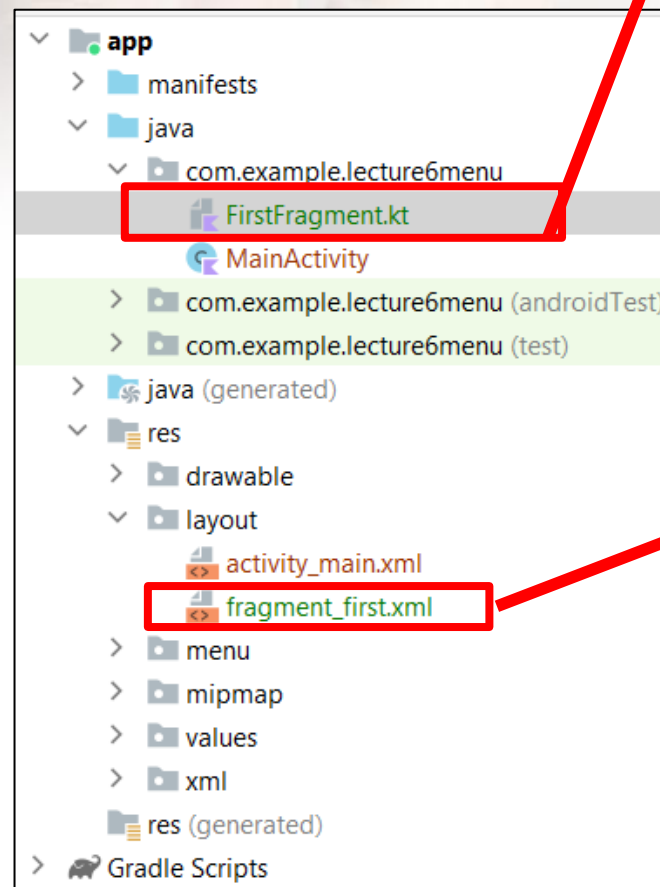 app
manifests
java
com.example.lecture6menu
FirstFragment.kt
MainActivity
com.example.lecture6menu (androidTest)
com.example.lecture6menu (test)
java (generated)
res
drawable
layout
activity_main.xml
fragment_first.xml
menu
mipmap
values
xml
res (generated)
Gradle Scripts